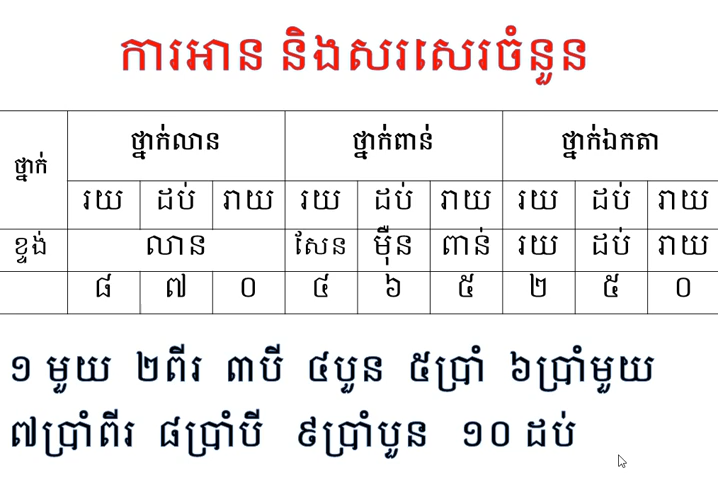 ការអាន និងសរសេរចំនួន
ថ្នាក់ ថ្នាក់លាន ថ្នាក់ពាន់ ថ្នាក់ឯកតា
រយ ដប់ រាយ រយ ដប់ រាយ រយ ដប់ រាយ
ខ្ទង់ លាន សែន ម៉ឺន ពាន់ រយ ដប់ រាយ
៨ ៧ ០ ៤ ៦ ៥ ២ ៥ ០
១ មួយ ២ពីរ ៣បី ៤បួន ៥ប្រាំ ៦ប្រាំមួយ
៧ប្រាំពីរ ៨ប្រាំបី ៩ប្រាំបួន ១០ ដប់